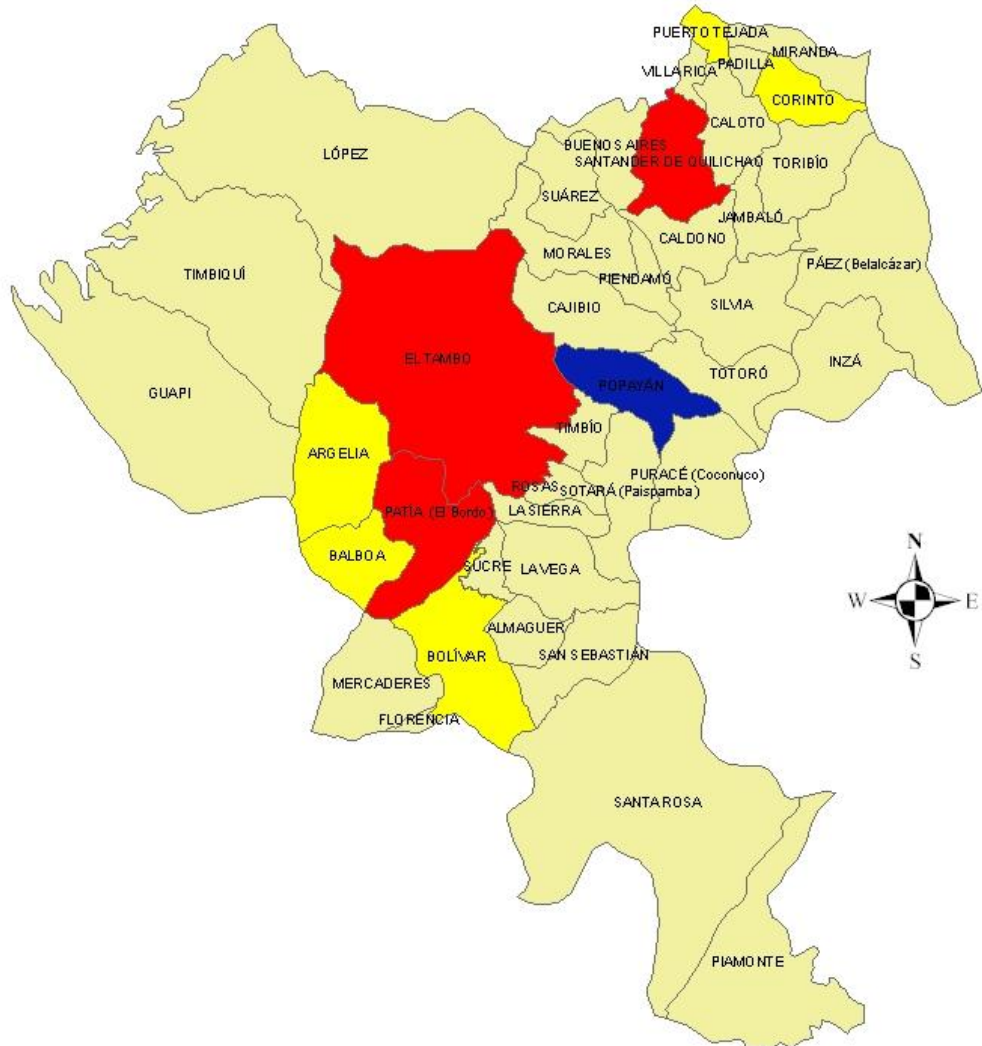 PUERTO TEJADA
MIRANDA
PADILLA
VILLA RICA
CORINTO
CALOTO
BUENOS AIRES
LÓPEZ
SANTANDER DE QUILICHAO
TORIBÍO
SUÁREZ
JAMBALÓ
CALDONO
MORALES
PÁEZ (Belalcázar)
TIMBIQUÍ
PIENDAMÓ
CAJIBIO
SILVIA
EL TAMBO
INZÁ
POPAYÁN
TOTORÓ
GUAPI
TIMBÍO
ARGELIA
PURACÉ (Coconuco)
ROSAS
SOTARÁ (Paispamba)
LA SIERRA
PATÍA (El Bordo)
N
BALBOA
SUCRE
LA VEGA
W
E
ALMAGUER
BOLÍVAR
SAN SEBASTIÁN
S
MERCADERES
FLORENCIA
SANTA ROSA
PIAMONTE